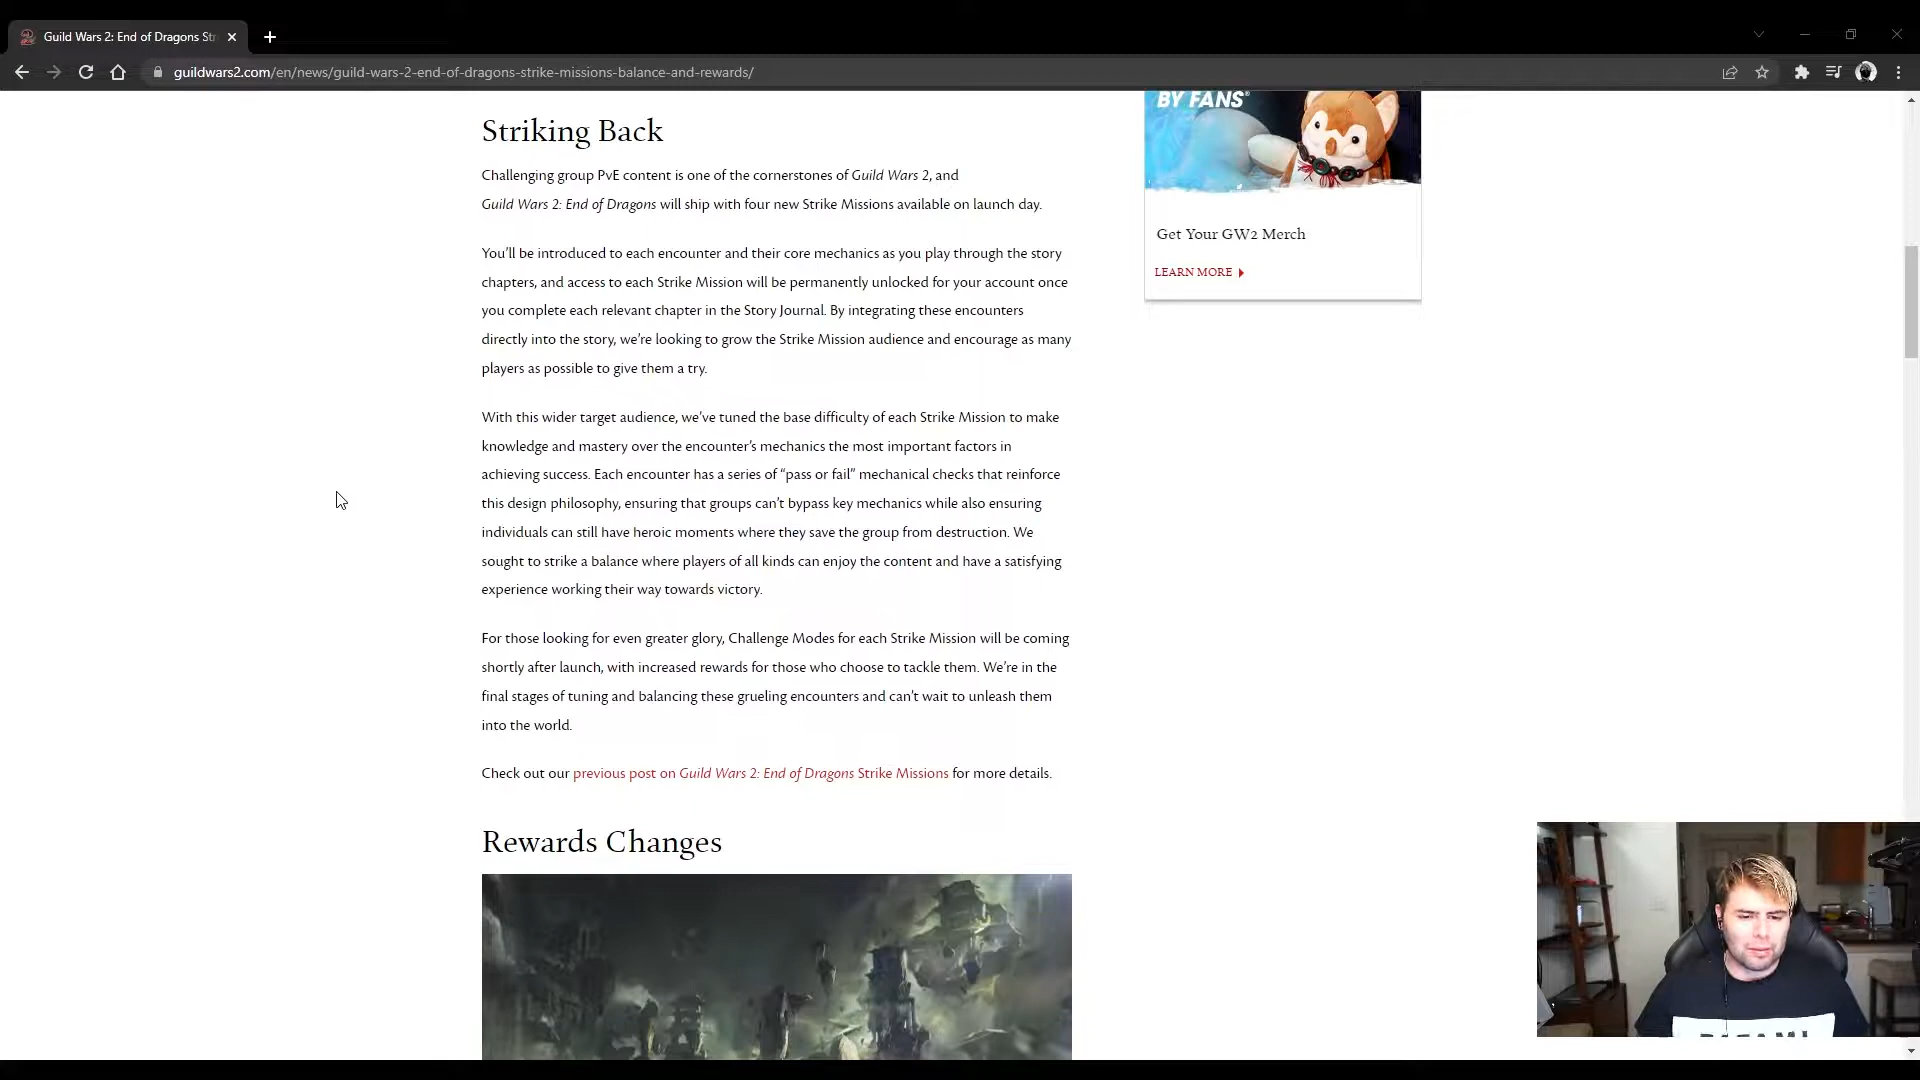 Guild Wars 2: End of Dragons Str
guildwars2.com/en/news/guild-wars-2-end-of-dragons-strike-missions-balance-and-rewards/
BY FANS®
Get Your GW2 Merch
LEARN MORE
Striking Back
Challenging group PvE content is one of the cornerstones of Guild Wars 2, and
Guild Wars 2: End of Dragons will ship with four new Strike Missions available on launch day.
You’ll be introduced to each encounter and their core mechanics as you play through the story
chapters, and access to each Strike Mission will be permanently unlocked for your account once
you complete each relevant chapter in the Story Journal. By integrating these encounters
directly into the story, we’re looking to grow the Strike Mission audience and encourage as many
players as possible to give them a try.
With this wider target audience, we’ve tuned the base difficulty of each Strike Mission to make
knowledge and mastery over the encounter’s mechanics the most important factors in
achieving success. Each encounter has a series of “pass or fail” mechanical checks that reinforce
this design philosophy, ensuring that groups can’t bypass key mechanics while also ensuring
individuals can still have heroic moments where they save the group from destruction. We
sought to strike a balance where players of all kinds can enjoy the content and have a satisfying
experience working their way towards victory.
For those looking for even greater glory, Challenge Modes for each Strike Mission will be coming
shortly after launch, with increased rewards for those who choose to tackle them. We’re in the
final stages of tuning and balancing these grueling encounters and can’t wait to unleash them
into the world.
Check out our previous post on Guild Wars 2: End of Dragons Strike Missions for more details.
Rewards Changes